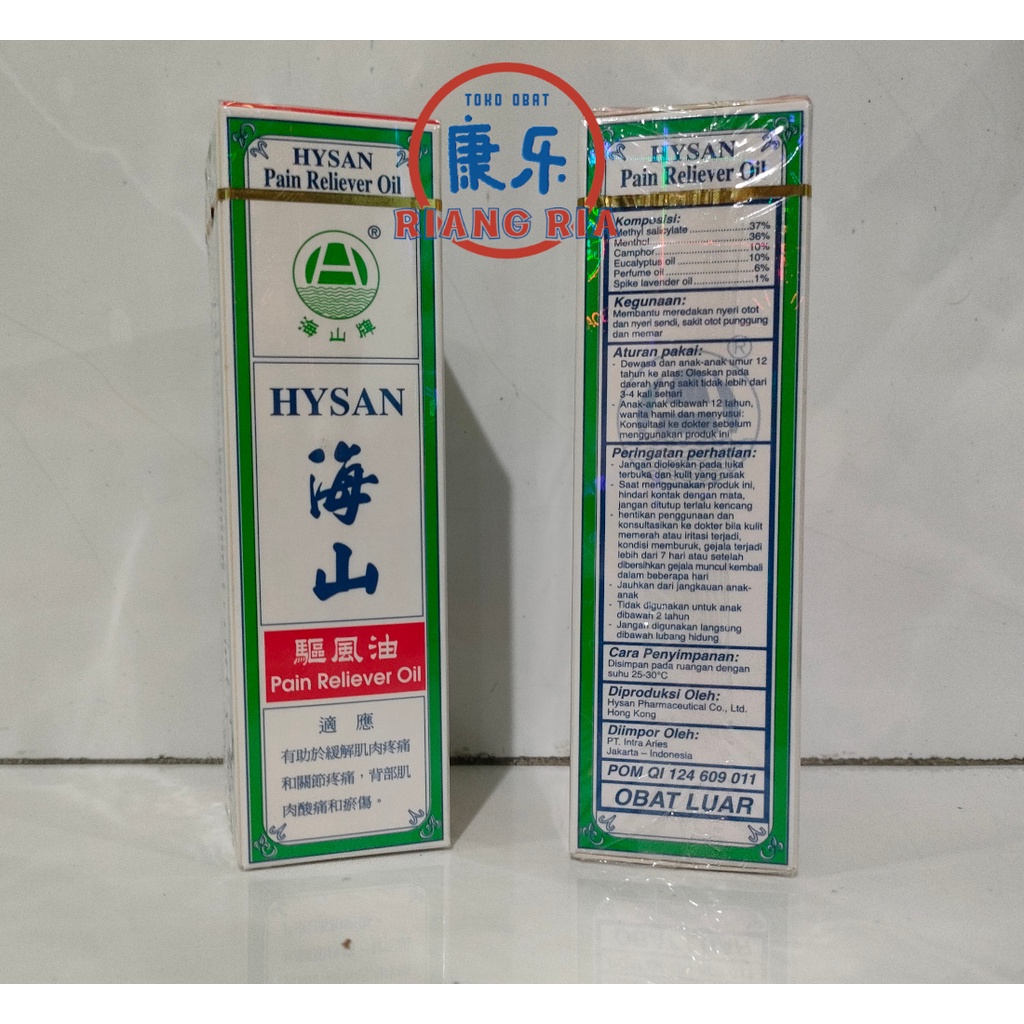 TOKO OBAT
康乐
RIANG RIA
HYSAN
Pain Reliever Oil
®
海山牌
HYSAN
海
山
驅風油
Pain Reliever Oil
適應
有助於緩解肌肉疼痛
和關節疼痛，背部肌
肉酸痛和瘀傷。
HYSAN
Pain Reliever Oil
Komposisi:
Methyl salicylate ..................37%
Menthol ..................36%
Camphor ..................10%
Eucalyptus oil ..................10%
Perfume oil ..................6%
Spike lavender oil ..................1%
Kegunaan:
Membantu meredakan nyeri otot
dan nyeri sendi, sakit otot punggung
dan memar
®
Aturan pakai:
- Dewasa dan anak-anak umur 12
tahun ke atas: Oleskan pada
daerah yang sakit tidak lebih dari
3-4 kali sehari
- Anak-anak dibawah 12 tahun,
wanita hamil dan menyusui:
Konsultasi ke dokter sebelum
menggunakan produk ini
Peringatan perhatian:
- Jangan dioleskan pada luka
terbuka dan kulit yang rusak
- Saat menggunakan produk ini,
hindari kontak dengan mata,
jangan ditutup terlalu kencang
- hentikan penggunaan dan
konsultasikan ke dokter bila kulit
memerah atau iritasi terjadi,
kondisi memburuk, gejala terjadi
lebih dari 7 hari atau setelah
dibersihkan gejala muncul kembali
dalam beberapa hari
- Jauhkan dari jangkauan anak-
anak
- Tidak digunakan untuk anak
dibawah 2 tahun
- Jangan digunakan langsung
dibawah lubang hidung
Cara Penyimpanan:
Disimpan pada ruangan dengan
suhu 25-30°C
Diproduksi Oleh:
Hysan Pharmaceutical Co., Ltd.
Hong Kong
Diimpor Oleh:
PT. Intra Aries
Jakarta – Indonesia
POM QI 124 609 011
OBAT LUAR